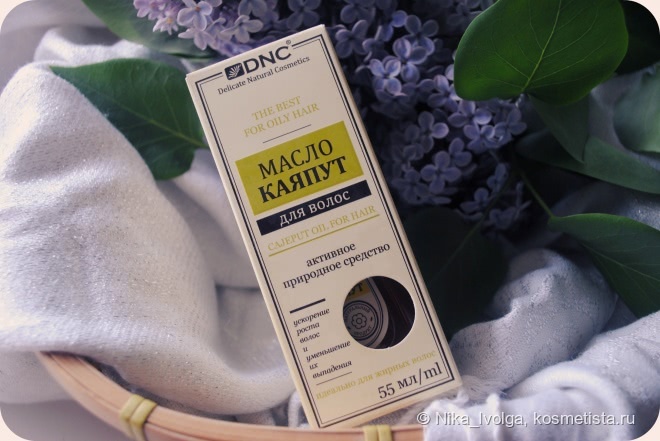 DNC®
Delicate Natural Cosmetics
THE BEST
FOR OILY HAIR
МАСЛО
КАЯПУТ
ДЛЯ ВОЛОС
CAJEPUT OIL FOR HAIR
активное
природное средство
ускорение
роста
волос
и
уменьшение
их
выпадения
идеально для жирных волос
55 мл/ml
© Nika_Ivolga, kosmetista.ru